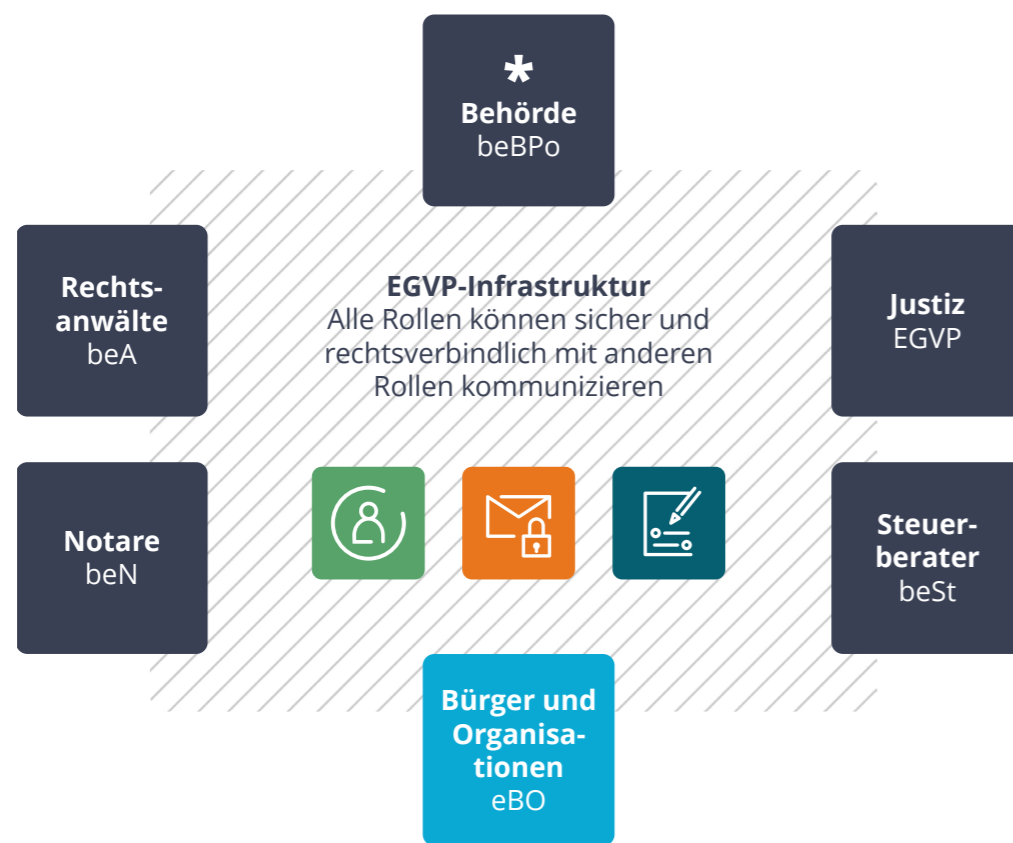 *
Behörde
beBPo
Rechts-
anwälte
beA
EGVP-Infrastruktur
Alle Rollen können sicher und
rechtsverbindlich mit anderen
Rollen kommunizieren
Justiz
EGVP
Notare
beN
Steuer-
berater
beSt
Bürger und
Organisa-
tionen
eBO